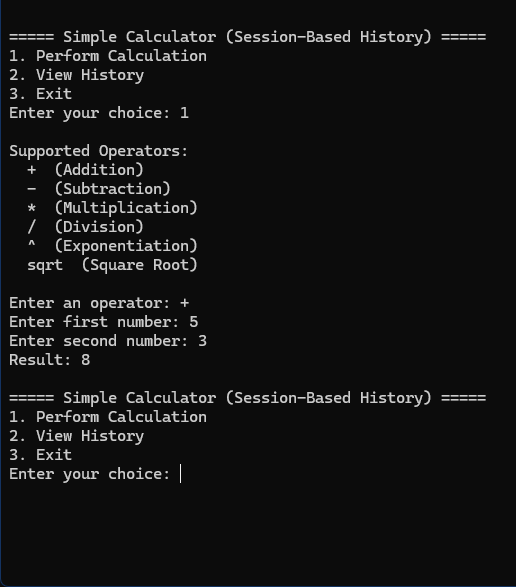 ===== Simple Calculator (Session-Based History) =====
1. Perform Calculation
2. View History
3. Exit
Enter your choice: 1
Supported Operators:
+ (Addition)
- (Subtraction)
* (Multiplication)
/ (Division)
^ (Exponentiation)
sqrt (Square Root)
Enter an operator: +
Enter first number: 5
Enter second number: 3
Result: 8
===== Simple Calculator (Session-Based History) =====
1. Perform Calculation
2. View History
3. Exit
Enter your choice: